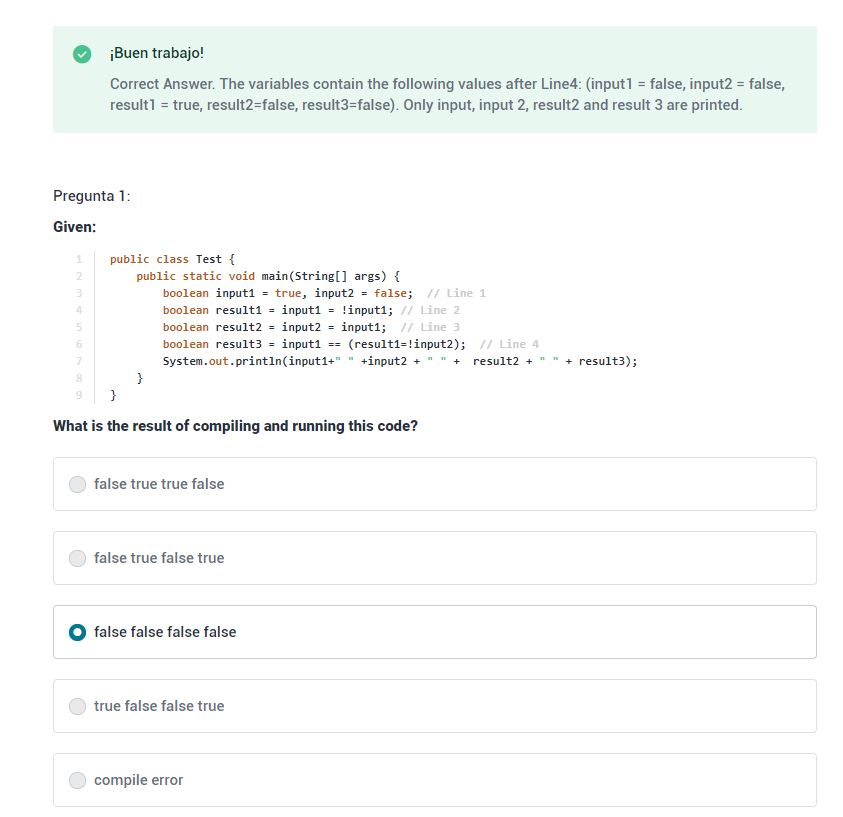 ¡Buen trabajo!
Correct Answer. The variables contain the following values after Line4: (input1 = false, input2 = false,
result1 = true, result2=false, result3=false). Only input, input 2, result2 and result 3 are printed.
Pregunta 1:
Given:
1 public class Test {
2     public static void main(String[] args) {
3         boolean input1 = true, input2 = false;  // Line 1
4         boolean result1 = input1 = !input1; // Line 2
5         boolean result2 = input2 = input1;  // Line 3
6         boolean result3 = input1 == (result1=!input2);  // Line 4
7         System.out.println(input1+" " +input2 + " " +  result2 + " " + result3);
8     }
9 }
What is the result of compiling and running this code?
false true true false
false true false true
false false false false
true false false true
compile error